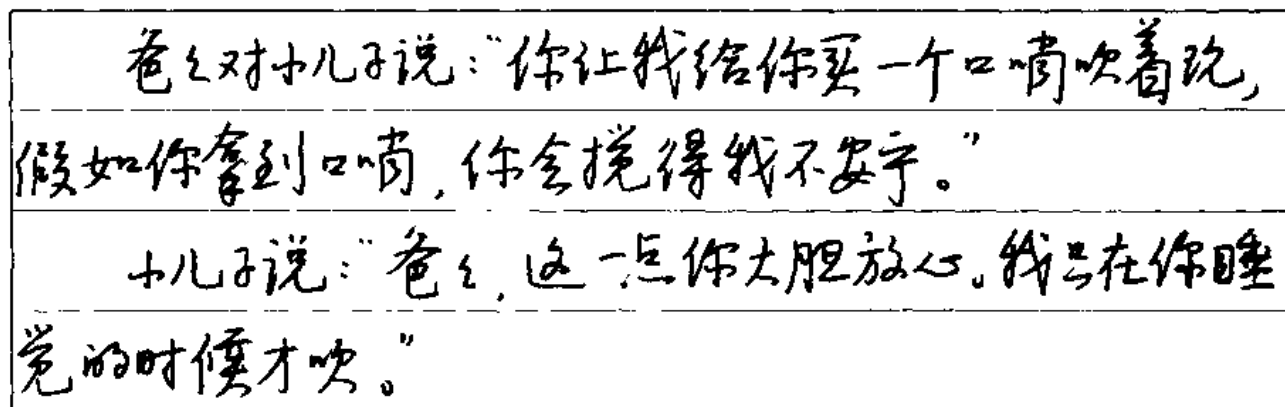 爸爸对小儿子说：“你让我给你买一个口哨吹着玩，
假如你拿到口哨，你会搅得我不安宁。”
小儿子说：“爸爸，这一点你大胆放心。我只在你睡
觉的时候才吹。”